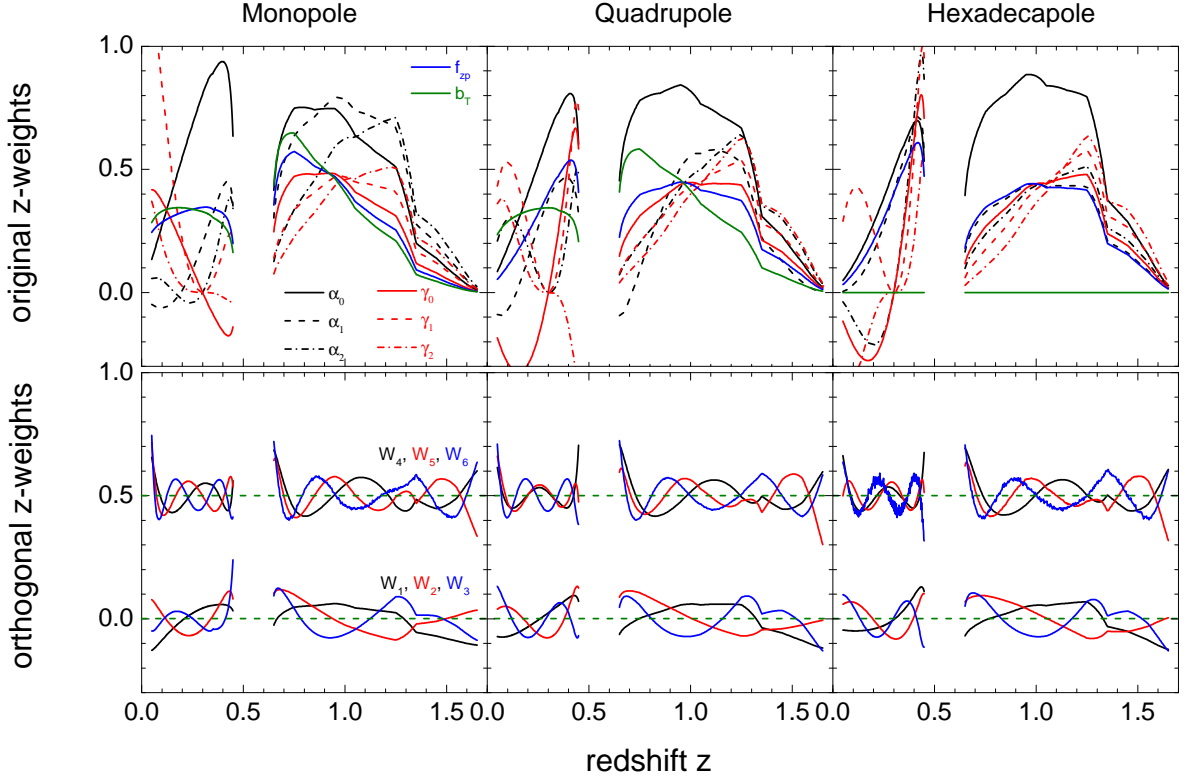 Monopole Quadrupole Hexadecapole
original z-weights
1.0
0.5
0.0
f_zp
b_T
α_0 γ_0
α_1 γ_1
α_2 γ_2
orthogonal z-weights
1.0
0.5
0.0
W_4, W_5, W_6
W_1, W_2, W_3
0.0 0.5 1.0 1.5 0.0 0.5 1.0 1.5 0.0 0.5 1.0 1.5
redshift z